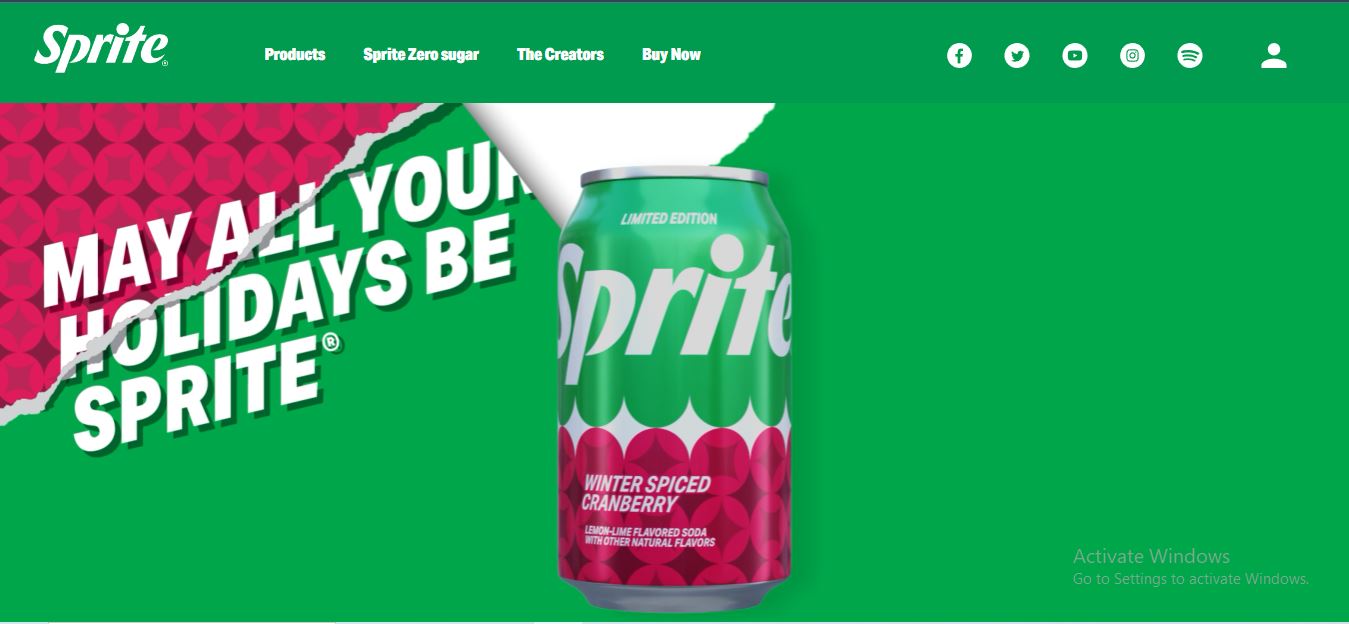 Sprite®
Products Sprite Zero sugar The Creators Buy Now
MAY ALL YOUR
HOLIDAYS BE
SPRITE®
LIMITED EDITION
Sprite
WINTER SPICED
CRANBERRY
LEMON-LIME FLAVORED SODA
WITH OTHER NATURAL FLAVORS
Activate Windows
Go to Settings to activate Windows.